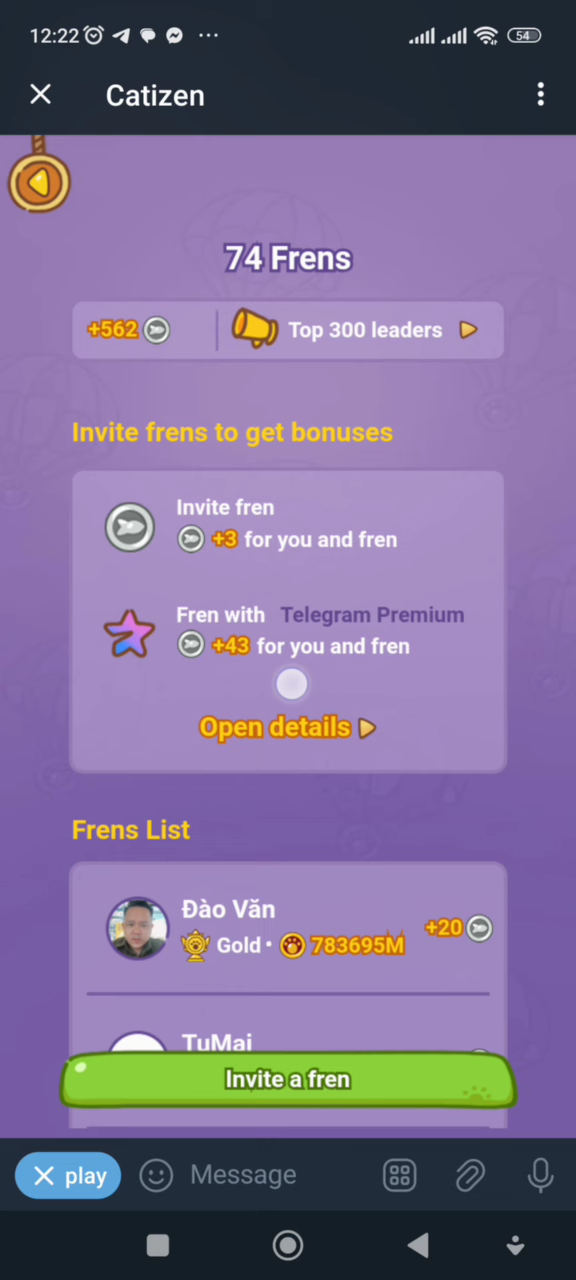 12:22
54
Catizen
74 Frens
+562
Top 300 leaders
Invite frens to get bonuses
Invite fren
+3 for you and fren
Fren with Telegram Premium
+43 for you and fren
Open details
Frens List
Đào Văn
+20
Gold • 783695M
TuMai
Invite a fren
play
Message